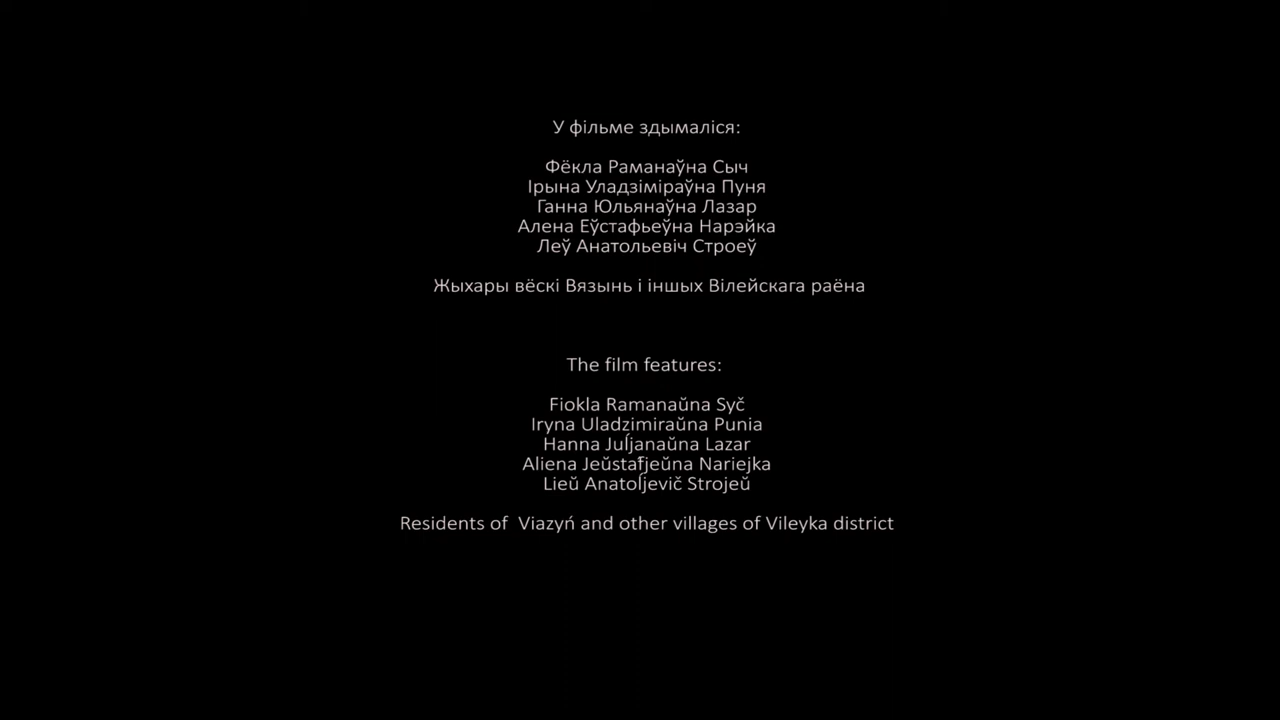 У фільме здымаліся:
Фёкла Раманаўна Сыч
Ірына Уладзіміраўна Пуня
Ганна Юльянаўна Лазар
Алена Еўстафьеўна Нарэйка
Леў Анатольевіч Строеў
Жыхары вёскі Вязынь і іншых Вілейскага раёна
The film features:
Fiokla Ramanaŭna Syč
Iryna Uladzimiraŭna Punia
Hanna Juĺjanaŭna Lazar
Aliena Jeŭstaf́jeŭna Nariejka
Lieŭ Anatoĺjevič Strojeŭ
Residents of  Viazyń and other villages of Vileyka district